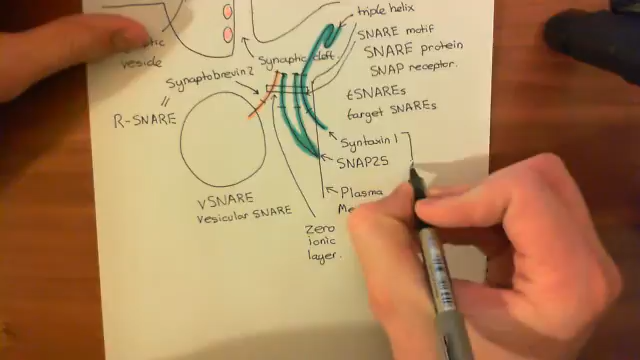 triple helix
SNARE motif
Synaptic cleft.
SNARE protein
veside
SNAP receptor.
Synaptobrevin 2
tSNAREs
R-SNARE
target SNAREs
Syntaxin 1
SNAP25
vSNARE
Vesicular SNARE
Plasma
Zero
ionic
layer.